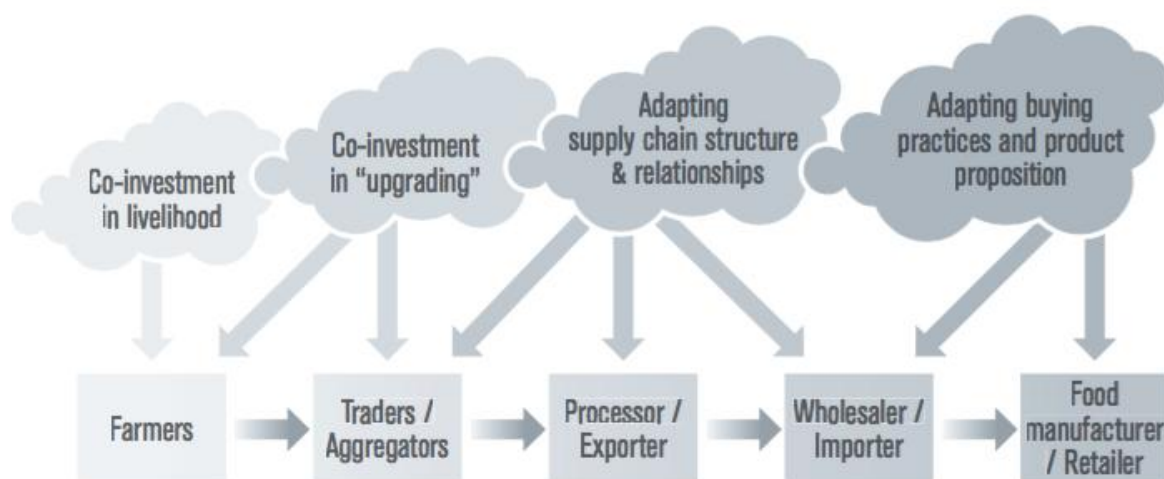 Co-investment
in livelihood
Co-investment
in “upgrading”
Adapting
supply chain structure
& relationships
Adapting buying
practices and product
proposition
Farmers
Traders /
Aggregators
Processor /
Exporter
Wholesaler /
Importer
Food
manufacturer
/ Retailer